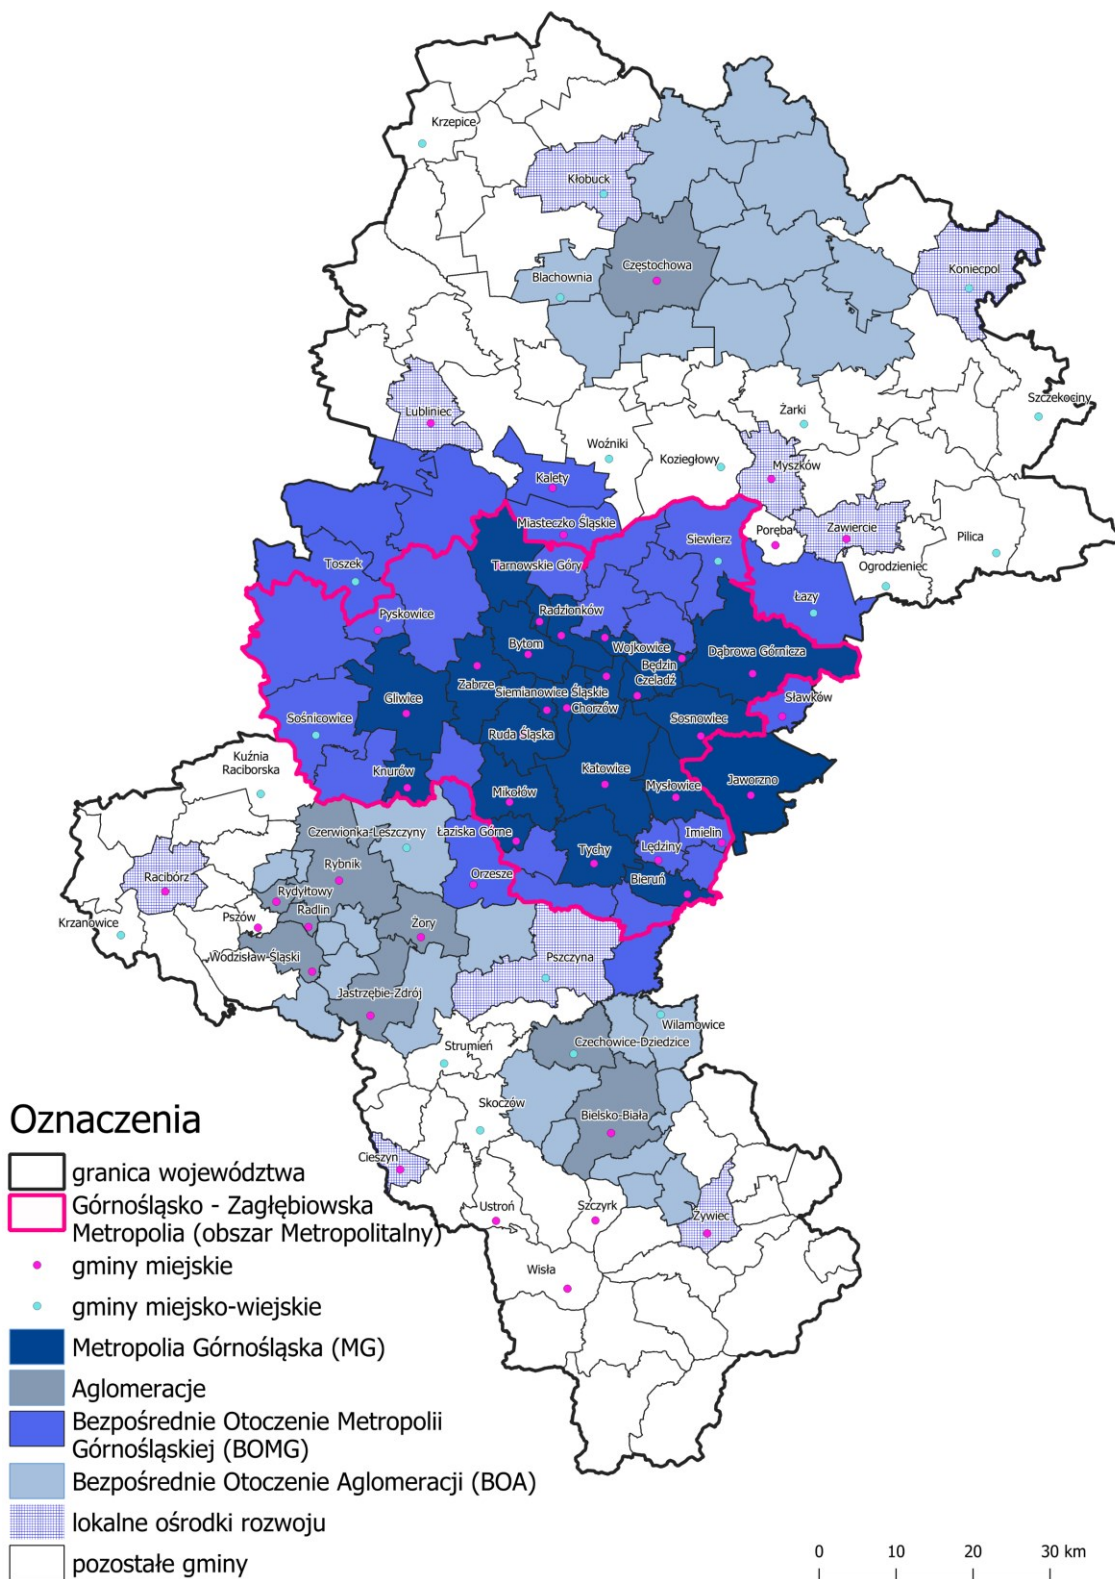 Krzepice
Kłobuck
Koniecpol
Częstochowa
Blachownia
Szczekociny
Lubliniec
Żarki
Woźniki
Koziegłowy
Myszków
Kalety
Miasteczko Śląskie
Poręba
Zawiercie
Pilica
Siewierz
Ogrodzieniec
Toszek
Tarnowskie Góry
Łazy
Pyskowice
Radzionków
Wojkowice
Bytom
Dąbrowa Górnicza
Będzin
Zabrze
Czeladź
Siemianowice Śląskie
Gliwice
Sławków
Chorzów
Sośnicowice
Sosnowiec
Ruda Śląska
Kuźnia
Raciborska
Knurów
Katowice
Jaworzno
Mysłowice
Mikołów
Czerwionka-Leszczyny
Łaziska Górne
Imielin
Tychy
Lędziny
Rybnik
Orzesze
Racibórz
Bieruń
Rydyłtowy
Radlin
Pszów
Żory
Krzanowice
Wodzisław-Śląski
Pszczyna
Jastrzębie-Zdrój
Wilamowice
Czechowice-Dziedzice
Strumień
Skoczów
Bielsko-Biała
Cieszyn
Ustroń
Szczyrk
Żywiec
Wisła
Oznaczenia
granica województwa
Górnośląsko - Zagłębiowska
Metropolia (obszar Metropolitalny)
gminy miejskie
gminy miejsko-wiejskie
Metropolia Górnośląska (MG)
Aglomeracje
Bezpośrednie Otoczenie Metropolii
Górnośląskiej (BOMG)
Bezpośrednie Otoczenie Aglomeracji (BOA)
lokalne ośrodki rozwoju
pozostałe gminy
0 10 20 30 km